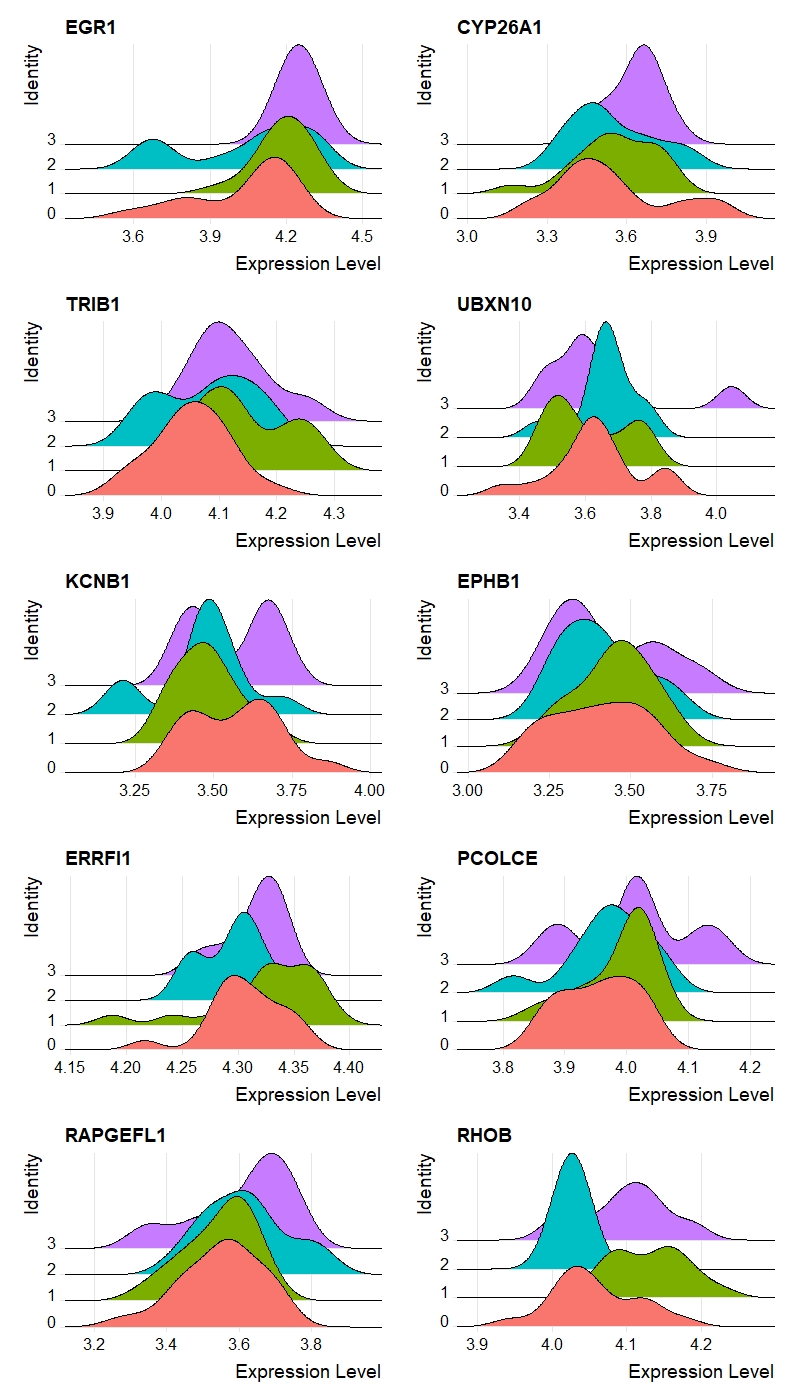 EGR1
Identity
3
2
1
0
3.6 3.9 4.2 4.5
Expression Level
CYP26A1
Identity
3
2
1
0
3.0 3.3 3.6 3.9
Expression Level
TRIB1
Identity
3
2
1
0
3.9 4.0 4.1 4.2 4.3
Expression Level
UBXN10
Identity
3
2
1
0
3.4 3.6 3.8 4.0
Expression Level
KCNB1
Identity
3
2
1
0
3.25 3.50 3.75 4.00
Expression Level
EPHB1
Identity
3
2
1
0
3.00 3.25 3.50 3.75
Expression Level
ERRFI1
Identity
3
2
1
0
4.15 4.20 4.25 4.30 4.35 4.40
Expression Level
PCOLCE
Identity
3
2
1
0
3.8 3.9 4.0 4.1 4.2
Expression Level
RAPGEFL1
Identity
3
2
1
0
3.2 3.4 3.6 3.8
Expression Level
RHOB
Identity
3
2
1
0
3.9 4.0 4.1 4.2
Expression Level